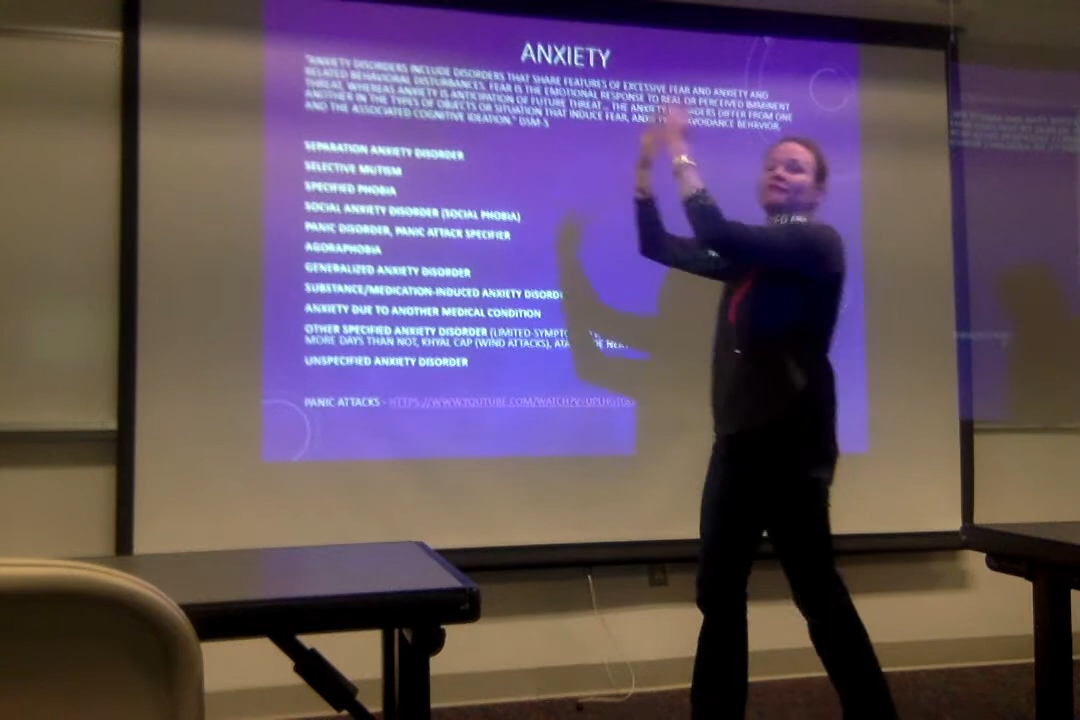 ANXIETY
"ANXIETY DISORDERS INCLUDE DISORDERS THAT SHARE FEATURES OF EXCESSIVE FEAR AND ANXIETY AND
RELATED BEHAVIORAL DISTURBANCES. FEAR IS THE EMOTIONAL RESPONSE TO REAL OR PERCEIVED IMMINENT
THREAT, WHEREAS ANXIETY IS ANTICIPATION OF FUTURE THREAT... THE ANXIETY DIFFER FROM ONE
ANOTHER IN THE TYPES OF OBJECTS OR SITUATION THAT INDUCE FEAR, AVOIDANCE BEHAVIOR,
AND THE ASSOCIATED COGNITIVE IDEATION." DSM-5
SEPARATION ANXIETY DISORDER
SELECTIVE MUTISM
SPECIFIED PHOBIA
SOCIAL ANXIETY DISORDER (SOCIAL PHOBIA)
PANIC DISORDER, PANIC ATTACK SPECIFIER
AGORAPHOBIA
GENERALIZED ANXIETY DISORDER
SUBSTANCE/MEDICATION-INDUCED ANXIETY DISORD
ANXIETY DUE TO ANOTHER MEDICAL CONDITION
OTHER SPECIFIED ANXIETY DISORDER (LIMITED-SYMPTO
MORE DAYS THAN NOT, KHYAL CAP (WIND ATTACKS), ATA
UNSPECIFIED ANXIETY DISORDER
PANIC ATTACKS - HTTPS://WWW.YOUTUBE.COM/WATCH?V=